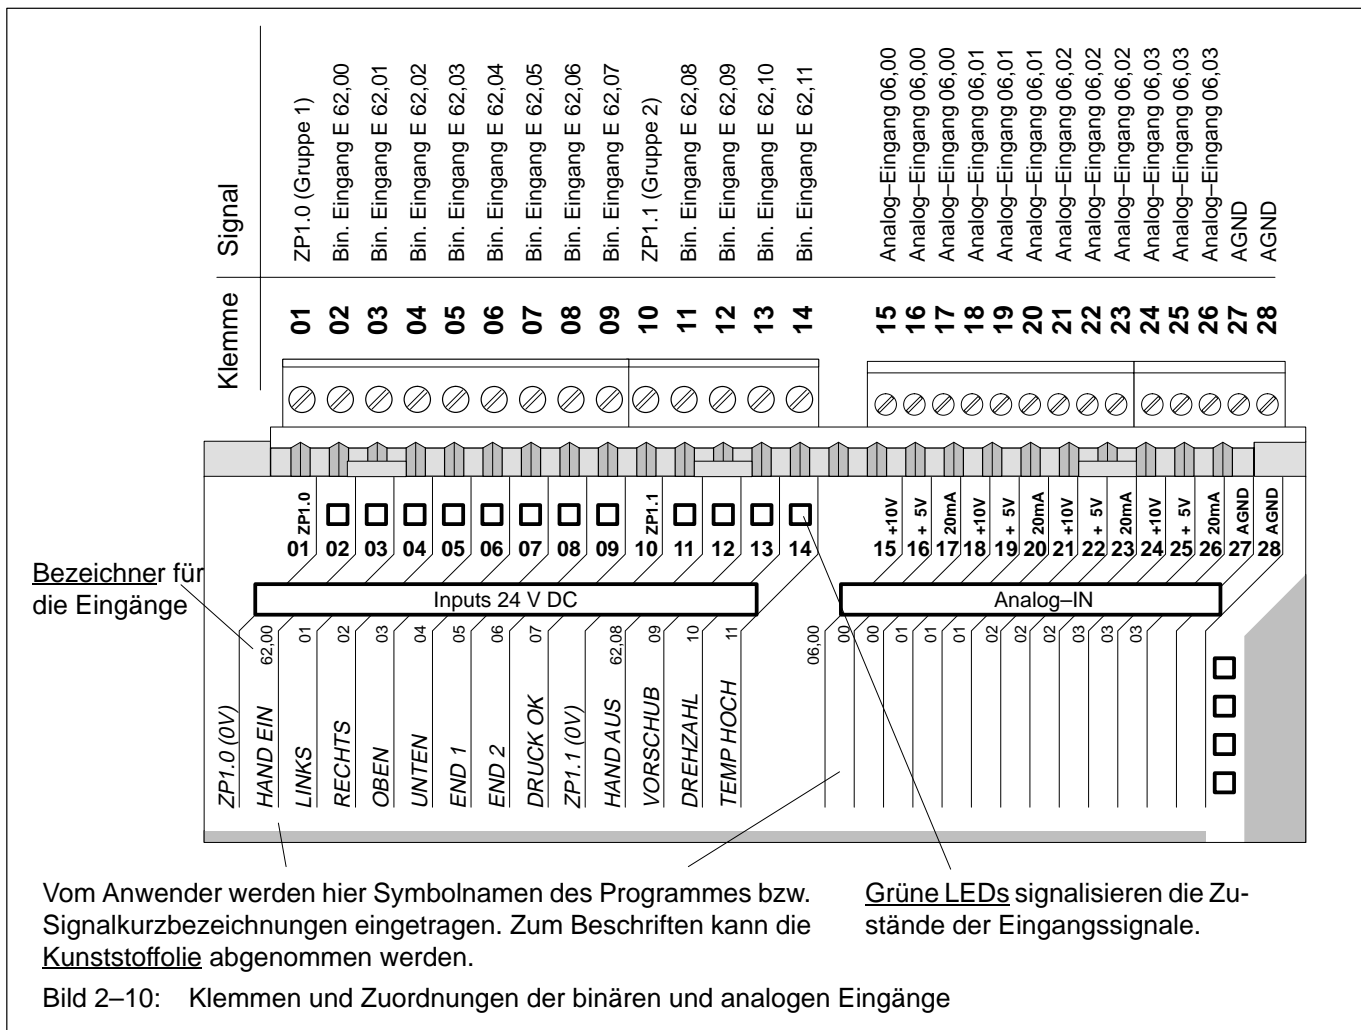 Signal
ZP1.0 (Gruppe 1)
Bin. Eingang E 62,00
Bin. Eingang E 62,01
Bin. Eingang E 62,02
Bin. Eingang E 62,03
Bin. Eingang E 62,04
Bin. Eingang E 62,05
Bin. Eingang E 62,06
Bin. Eingang E 62,07
ZP1.1 (Gruppe 2)
Bin. Eingang E 62,08
Bin. Eingang E 62,09
Bin. Eingang E 62,10
Bin. Eingang E 62,11
Analog–Eingang 06,00
Analog–Eingang 06,00
Analog–Eingang 06,00
Analog–Eingang 06,01
Analog–Eingang 06,01
Analog–Eingang 06,01
Analog–Eingang 06,02
Analog–Eingang 06,02
Analog–Eingang 06,02
Analog–Eingang 06,03
Analog–Eingang 06,03
Analog–Eingang 06,03
AGND
AGND
Klemme
01 02 03 04 05 06 07 08 09 10 11 12 13 14 15 16 17 18 19 20 21 22 23 24 25 26 27 28
ZP1.0 ZP1.1 +10V + 5V 20mA +10V + 5V 20mA +10V + 5V 20mA +10V + 5V 20mA AGND AGND
01 02 03 04 05 06 07 08 09 10 11 12 13 14 15 16 17 18 19 20 21 22 23 24 25 26 27 28
Bezeichner für
die Eingänge
Inputs 24 V DC
Analog–IN
62,00 01 02 03 04 05 06 07 62,08 09 10 11 06,00 00 00 01 01 01 02 02 02 03 03 03
ZP1.0 (0V)
HAND EIN
LINKS
RECHTS
OBEN
UNTEN
END 1
END 2
DRUCK OK
ZP1.1 (0V)
HAND AUS
VORSCHUB
DREHZAHL
TEMP HOCH
Vom Anwender werden hier Symbolnamen des Programmes bzw.
Signalkurzbezeichnungen eingetragen. Zum Beschriften kann die
Kunststoffolie abgenommen werden.
Grüne LEDs signalisieren die Zu-
stände der Eingangssignale.
Bild 2–10: Klemmen und Zuordnungen der binären und analogen Eingänge